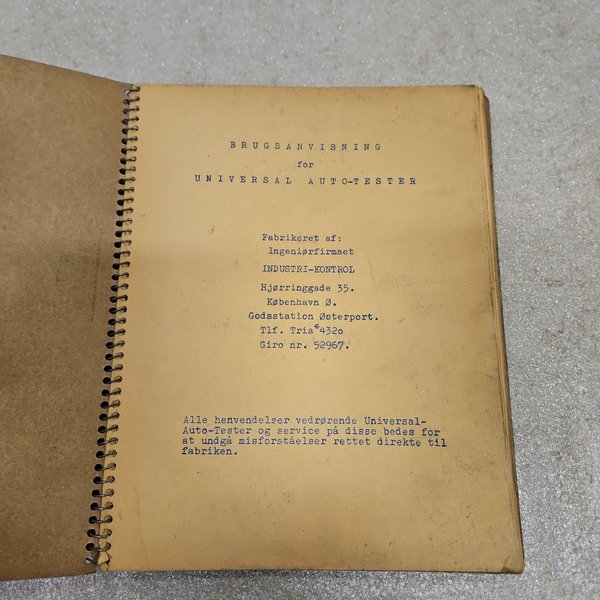 BRUGSANVISNING
for
UNIVERSAL AUTO-TESTER
Fabrikeret af:
Ingeniørfirmaet
INDUSTRI-KONTROL
Hjørringgade 35.
København Ø.
Godsstation Østerport.
Tlf. Tria 432o
Giro nr. 52967.
Alle henvendelser vedrørende Universal-
Auto-Tester og service på disse bedes for
at undgå misforståelser rettet direkte til
fabriken.